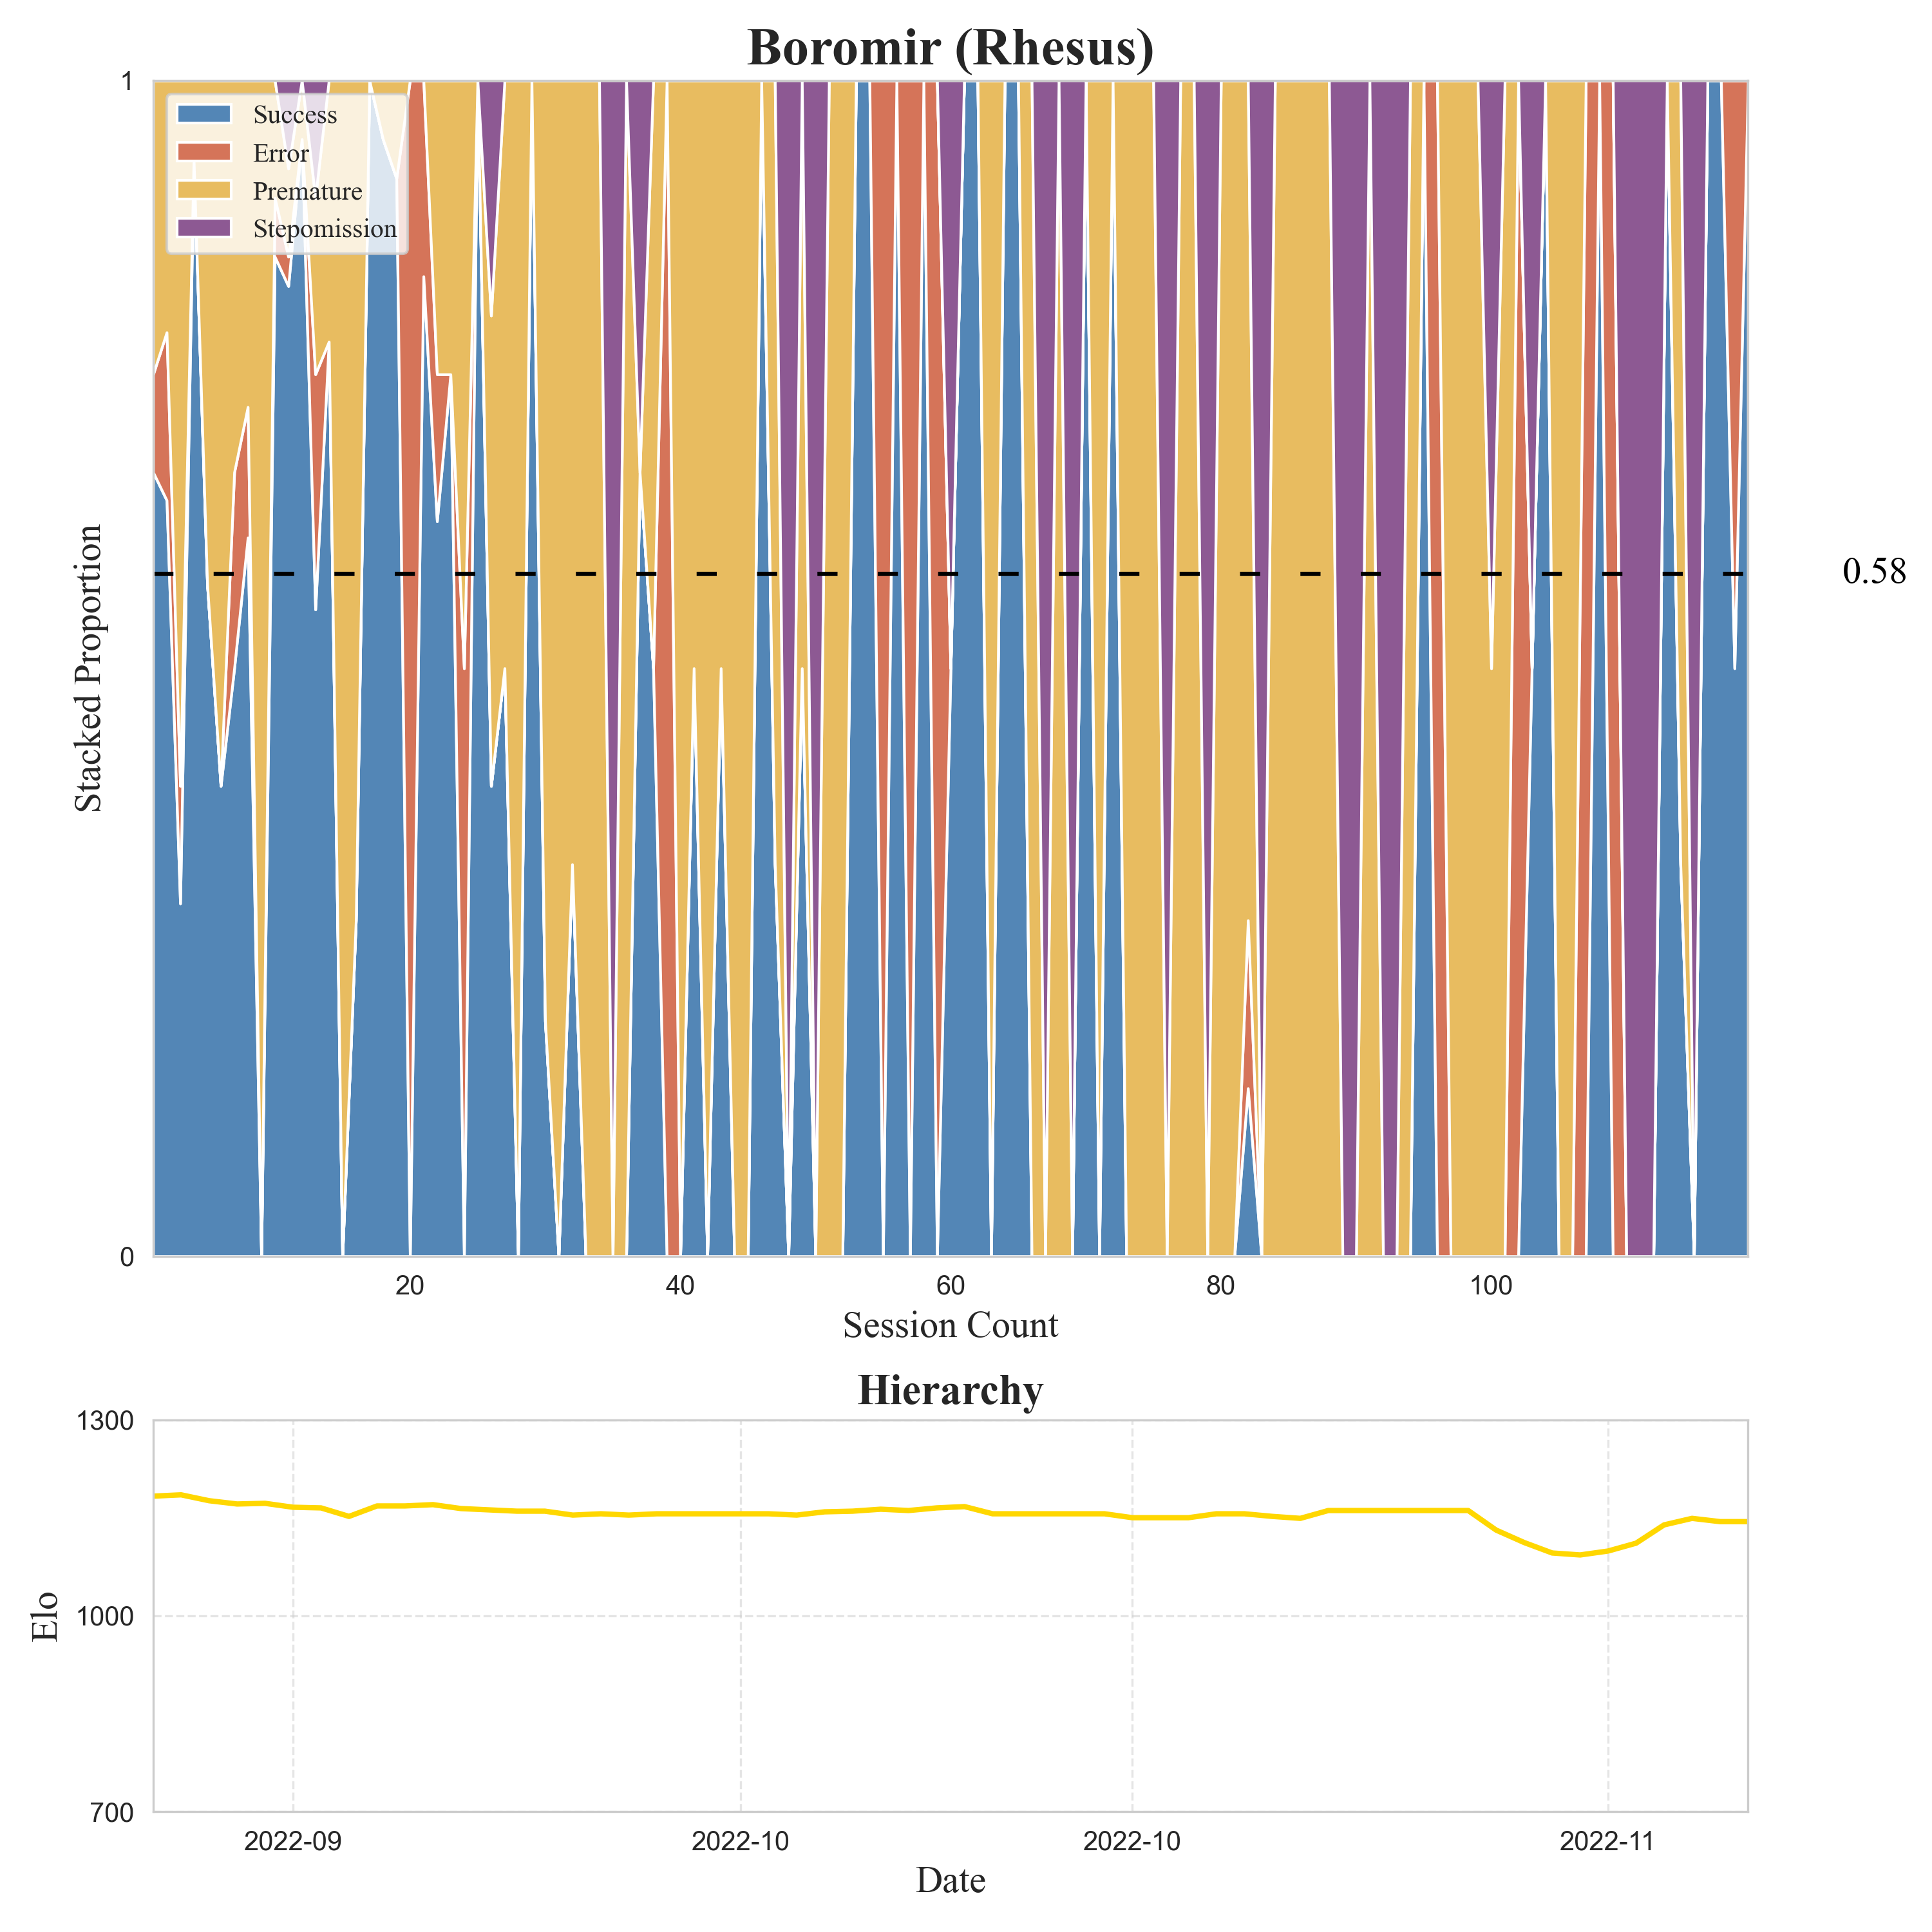 Boromir (Rhesus)
1
Success
Error
Premature
Stepomission
Stacked Proportion
0.58
0
20 40 60 80 100
Session Count
Hierarchy
1300
1000
700
Elo
2022-09 2022-10 2022-10 2022-11
Date